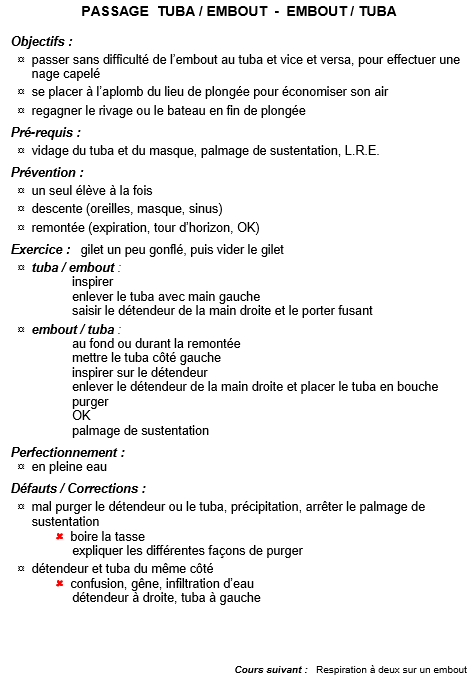 PASSAGE TUBA / EMBOUT - EMBOUT / TUBA
Objectifs :
¤ passer sans difficulté de l'embout au tuba et vice et versa, pour effectuer une
nage capelé
¤ se placer à l'aplomb du lieu de plongée pour économiser son air
¤ regagner le rivage ou le bateau en fin de plongée
Pré-requis :
¤ vidage du tuba et du masque, palmage de sustentation, L.R.E.
Prévention :
¤ un seul élève à la fois
¤ descente (oreilles, masque, sinus)
¤ remontée (expiration, tour d'horizon, OK)
Exercice : gilet un peu gonflé, puis vider le gilet
¤ tuba / embout :
inspirer
enlever le tuba avec main gauche
saisir le détendeur de la main droite et le porter fusant
¤ embout / tuba :
au fond ou durant la remontée
mettre le tuba côté gauche
inspirer sur le détendeur
enlever le détendeur de la main droite et placer le tuba en bouche
purger
OK
palmage de sustentation
Perfectionnement :
¤ en pleine eau
Défauts / Corrections :
¤ mal purger le détendeur ou le tuba, précipitation, arrêter le palmage de
sustentation
✘ boire la tasse
expliquer les différentes façons de purger
¤ détendeur et tuba du même côté
✘ confusion, gêne, infiltration d'eau
détendeur à droite, tuba à gauche
Cours suivant : Respiration à deux sur un embout